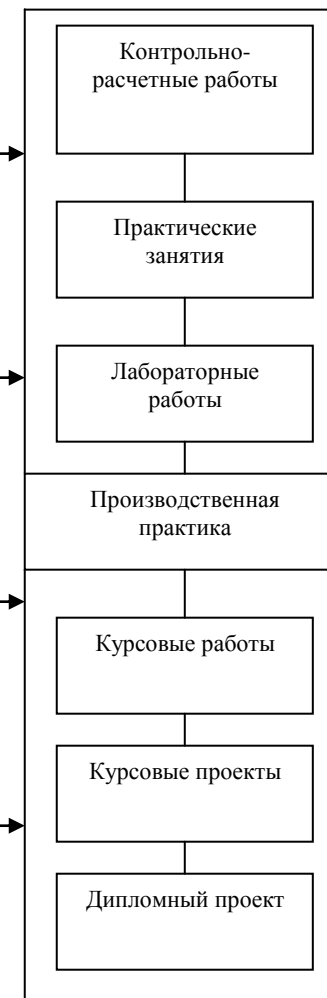 Контрольно-
расчетные работы
Практические
занятия
Лабораторные
работы
Производственная
практика
Курсовые работы
Курсовые проекты
Дипломный проект